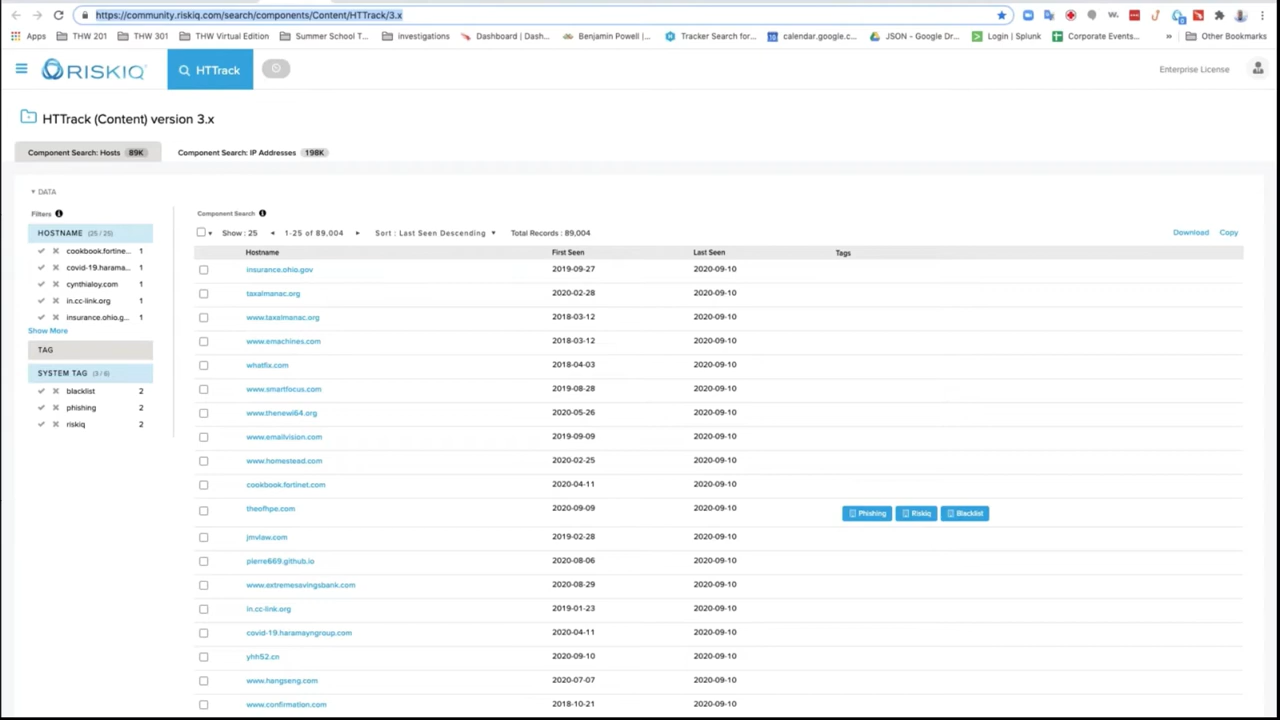 https://community.riskiq.com/search/components/Content/HTTrack/3.x
Apps THW 201 THW 301 THW Virtual Edition Summer School T... investigations Dashboard | Dash... Benjamin Powell |... Tracker Search for... calendar.google.c... JSON - Google Dr... Login | Splunk Corporate Events... » Other Bookmarks
RISKIQ HTTrack Enterprise License
HTTrack (Content) version 3.x
Component Search: Hosts 89K Component Search: IP Addresses 198K
DATA
Filters
HOSTNAME (25 / 25)
cookbook.fortine... 1
covid-19.harama... 1
cynthialoy.com 1
in.cc-link.org 1
insurance.ohio.g... 1
Show More
TAG
SYSTEM TAG (3 / 6)
blacklist 2
phishing 2
riskiq 2
Component Search
Show : 25 1-25 of 89,004 Sort : Last Seen Descending Total Records : 89,004 Download Copy
Hostname First Seen Last Seen Tags
insurance.ohio.gov 2019-09-27 2020-09-10
taxalmanac.org 2020-02-28 2020-09-10
www.taxalmanac.org 2018-03-12 2020-09-10
www.emachines.com 2018-03-12 2020-09-10
whatfix.com 2018-04-03 2020-09-10
www.smartfocus.com 2019-08-28 2020-09-10
www.thenewi64.org 2020-05-26 2020-09-10
www.emailvision.com 2019-09-09 2020-09-10
www.homestead.com 2020-02-25 2020-09-10
cookbook.fortinet.com 2020-04-11 2020-09-10
theofhpe.com 2020-09-09 2020-09-10 Phishing Riskiq Blacklist
jmvlaw.com 2019-02-28 2020-09-10
pierre669.github.io 2020-08-06 2020-09-10
www.extremesavingsbank.com 2020-08-29 2020-09-10
in.cc-link.org 2019-01-23 2020-09-10
covid-19.haramayngroup.com 2020-04-11 2020-09-10
yhh52.cn 2020-09-10 2020-09-10
www.hangseng.com 2020-07-07 2020-09-10
www.confirmation.com 2018-10-21 2020-09-10